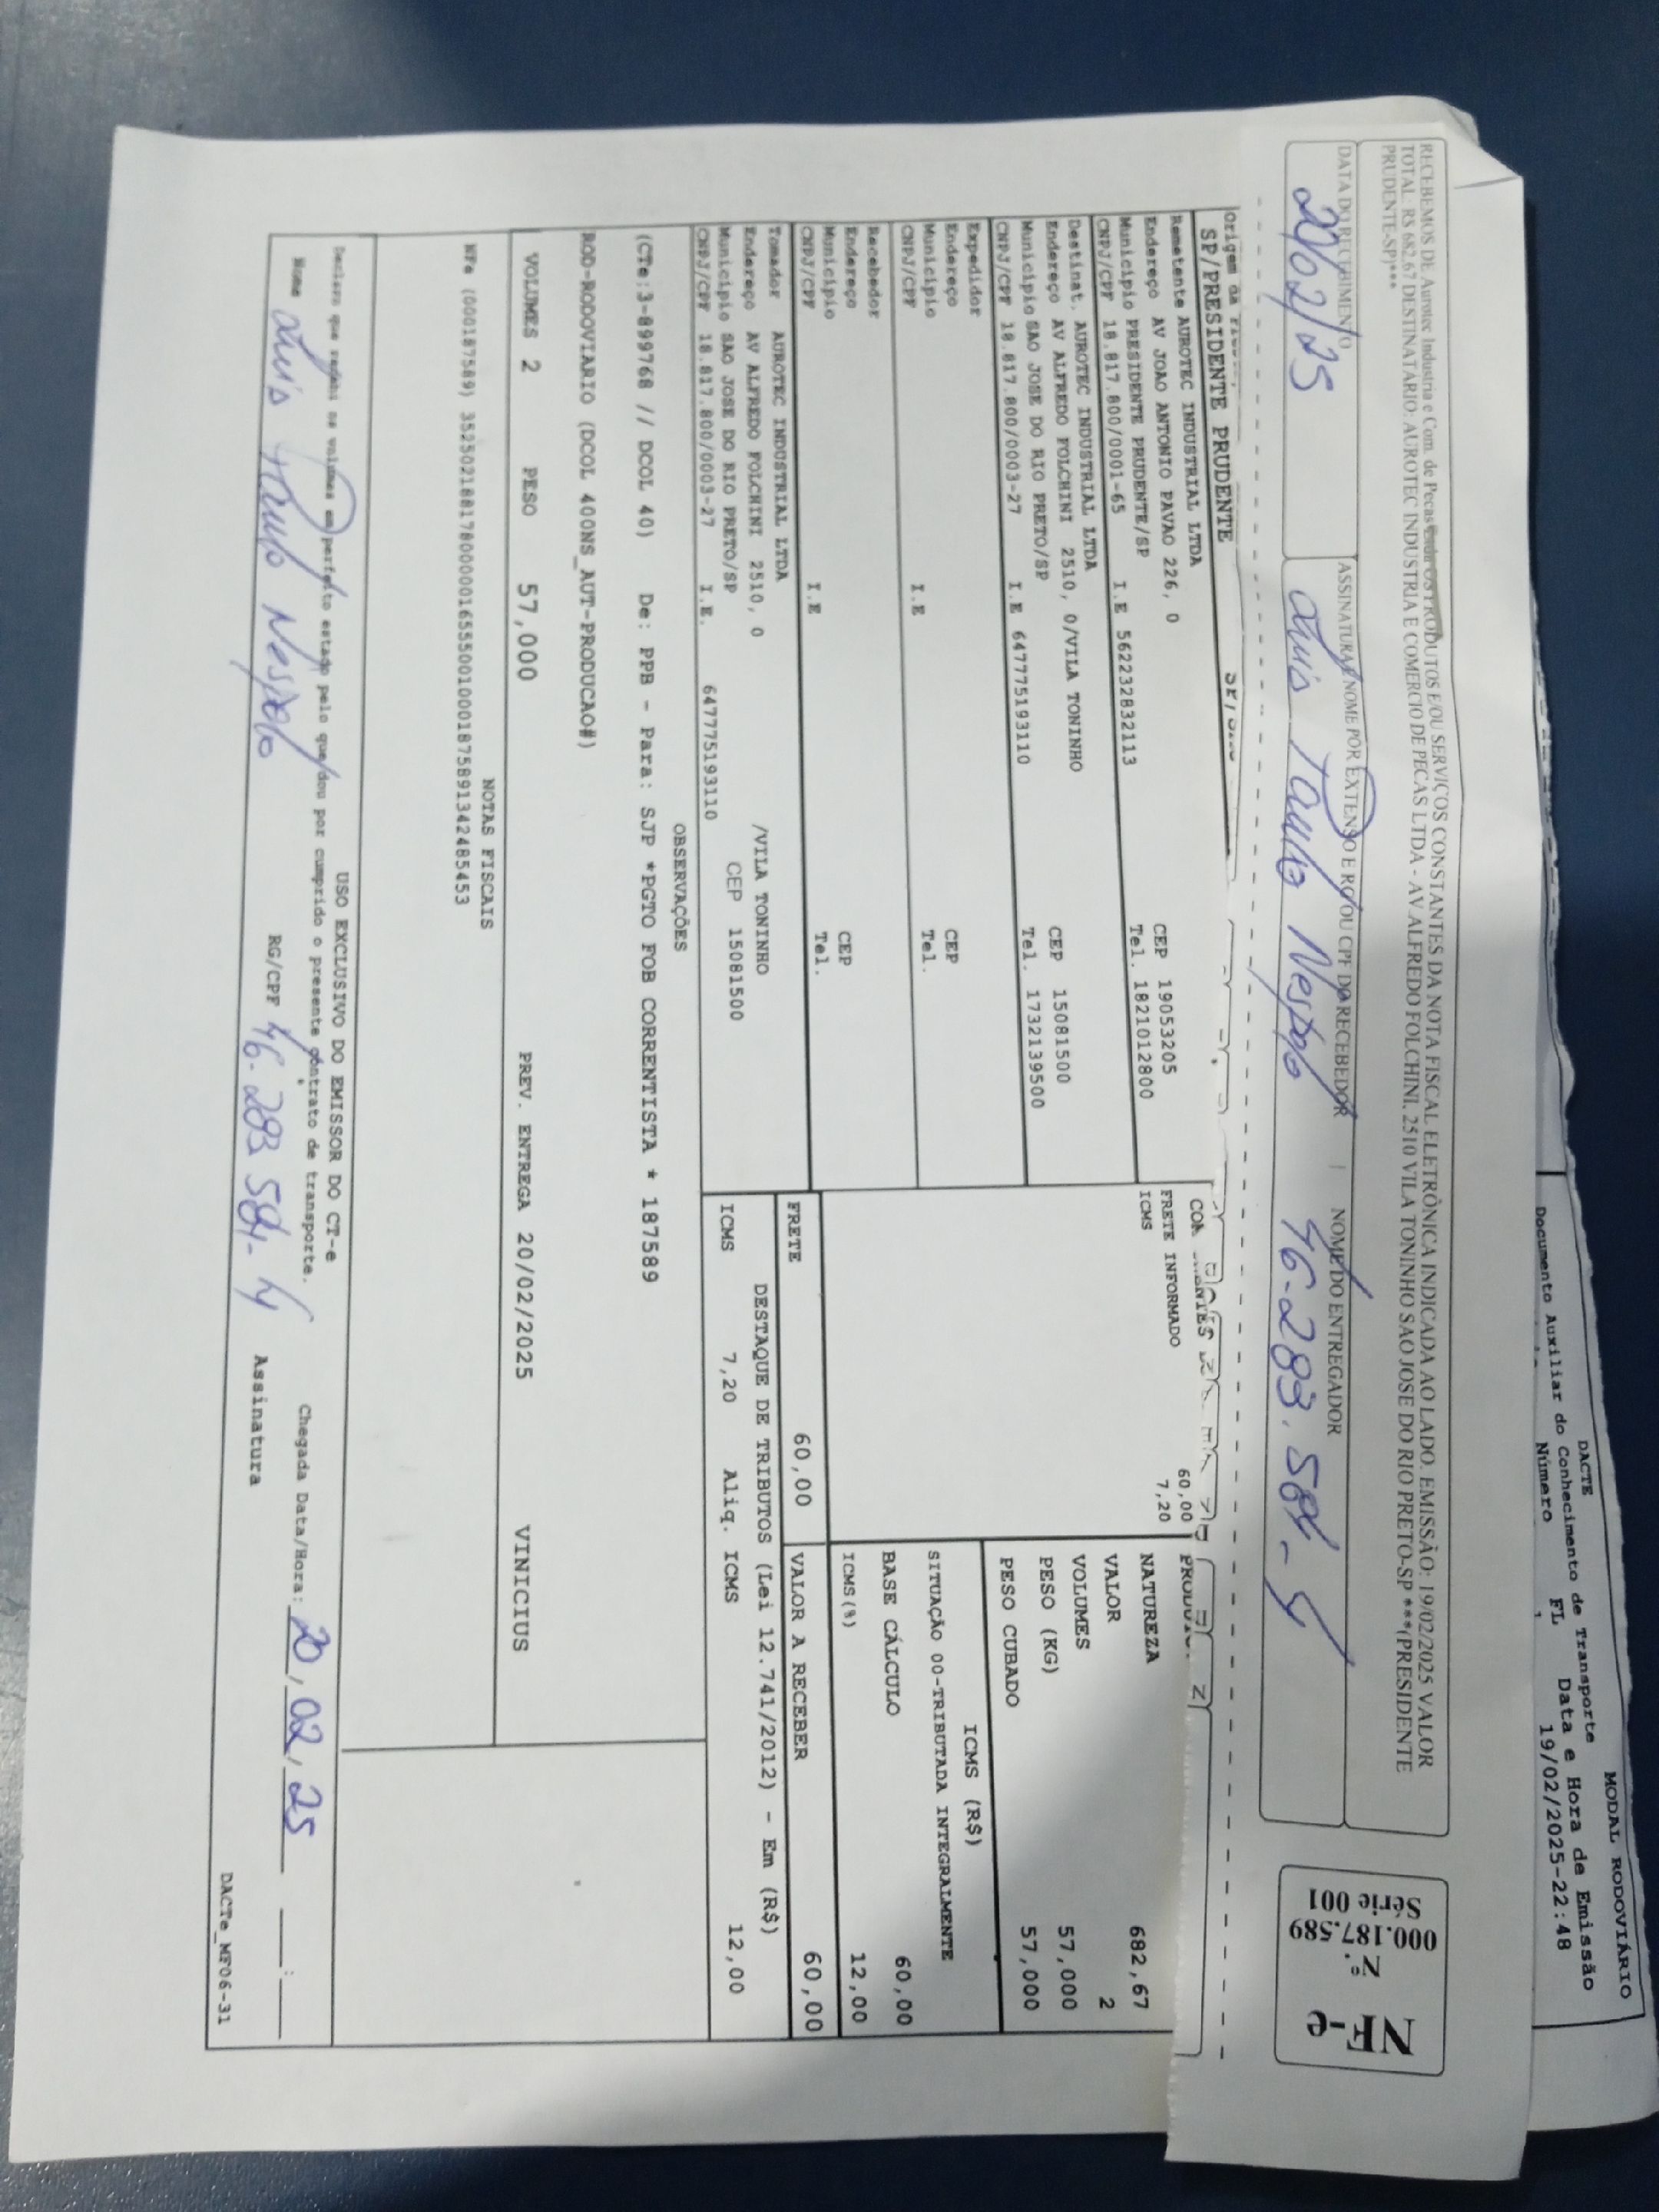 MODAL RODOVIÁRIO
DACTE
Documento Auxiliar do Conhecimento de Transporte
Número FL Data e Hora de Emissão
19/02/2025-22:48
RECEBEMOS DE Aurotec Industria e Com. de Pecas OS PRODUTOS E/OU SERVIÇOS CONSTANTES DA NOTA FISCAL ELETRÔNICA INDICADA AO LADO. EMISSÃO: 19/02/2025 VALOR
TOTAL: R$ 682,67 DESTINATARIO: AUROTEC INDUSTRIA E COMERCIO DE PECAS LTDA - AV ALFREDO FOLCHINI, 2510 VILA TONINHO SAO JOSE DO RIO PRETO-SP ***(PRESIDENTE
PRUDENTE-SP)***
DATA DO RECEBIMENTO ASSINATURA E NOME POR EXTENSO E RG OU CPF DO RECEBEDOR NOME DO ENTREGADOR
Luis Paulo Nespolo 46-283.584-4
NF-e
Nº.
000.187.589
Série 001
Origem da
SP/PRESIDENTE PRUDENTE
Remetente AUROTEC INDUSTRIAL LTDA
Endereço AV JOAO ANTONIO PAVAO 226, 0 CEP 19053205
Município PRESIDENTE PRUDENTE/SP Tel. 1821012800
CNPJ/CPF 18.817.800/0001-65 I.E 562232832113
Destinat. AUROTEC INDUSTRIAL LTDA
Endereço AV ALFREDO FOLCHINI 2510, 0/VILA TONINHO CEP 15081500
Município SAO JOSE DO RIO PRETO/SP Tel. 1732139500
CNPJ/CPF 18.817.800/0003-27 I.E 647775193110
Expedidor
Endereço CEP
Município Tel.
CNPJ/CPF I.E
Recebedor
Endereço CEP
Município Tel.
CNPJ/CPF I.E
Tomador AUROTEC INDUSTRIAL LTDA
Endereço AV ALFREDO FOLCHINI 2510, 0 /VILA TONINHO
Município SAO JOSE DO RIO PRETO/SP CEP 15081500
CNPJ/CPF 18.817.800/0003-27 I.E. 647775193110
FRETE INFORMADO 60,00
ICMS 7,20
NATUREZA
VALOR 682,67
VOLUMES 2
PESO (KG) 57,000
PESO CUBADO 57,000
ICMS (R$)
SITUAÇÃO 00-TRIBUTADA INTEGRALMENTE
BASE CÁLCULO 60,00
ICMS(%) 12,00
FRETE 60,00 VALOR A RECEBER 60,00
DESTAQUE DE TRIBUTOS (Lei 12.741/2012) - Em (R$)
ICMS 7,20 Aliq. ICMS 12,00
OBSERVAÇÕES
(CTe:3-899768 // DCOL 40) De: PPB - Para: SJP *PGTO FOB CORRENTISTA * 187589
ROD-RODOVIARIO (DCOL 400NS_AUT-PRODUCAO#)
VOLUMES 2 PESO 57,000 PREV. ENTREGA 20/02/2025 VINICIUS
NOTAS FISCAIS
NFe (000187589) 35250218817800000165550010001875891342485453
USO EXCLUSIVO DO EMISSOR DO CT-e
Declaro que recebi os volumes em perfeito estado pelo que dou por cumprido o presente contrato de transporte. Chegada Data/Hora: 20,02,25 __:__
Nome Luis Paulo Nespolo RG/CPF 46-283 584-4 Assinatura
DACTe_MF06-31